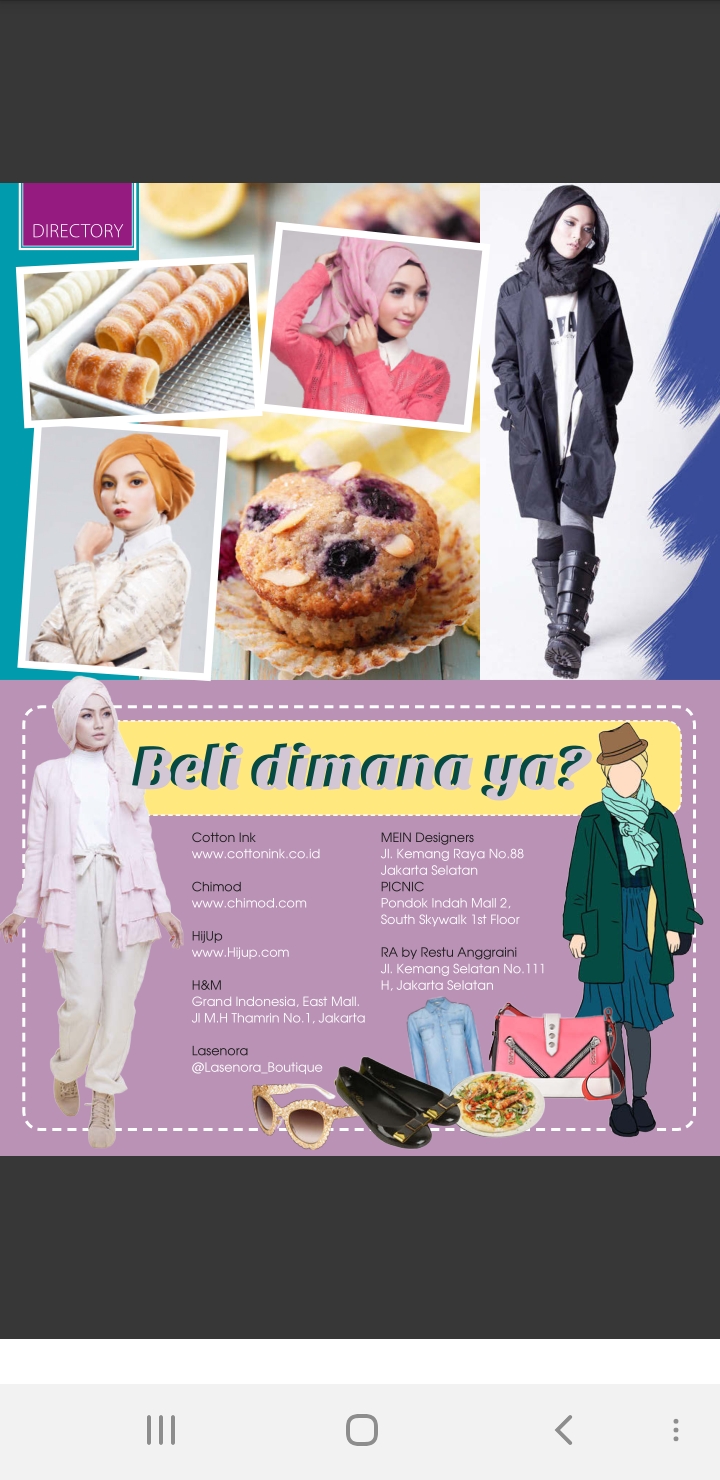 DIRECTORY
Beli dimana ya?
Cotton Ink
www.cottonink.co.id
Chimod
www.chimod.com
HijUp
www.Hijup.com
H&M
Grand Indonesia, East Mall.
Jl M.H Thamrin No.1, Jakarta
Lasenora
@Lasenora_Boutique
MEIN Designers
Jl. Kemang Raya No.88
Jakarta Selatan
PICNIC
Pondok Indah Mall 2,
South Skywalk 1st Floor
RA by Restu Anggraini
Jl. Kemang Selatan No.111
H, Jakarta Selatan